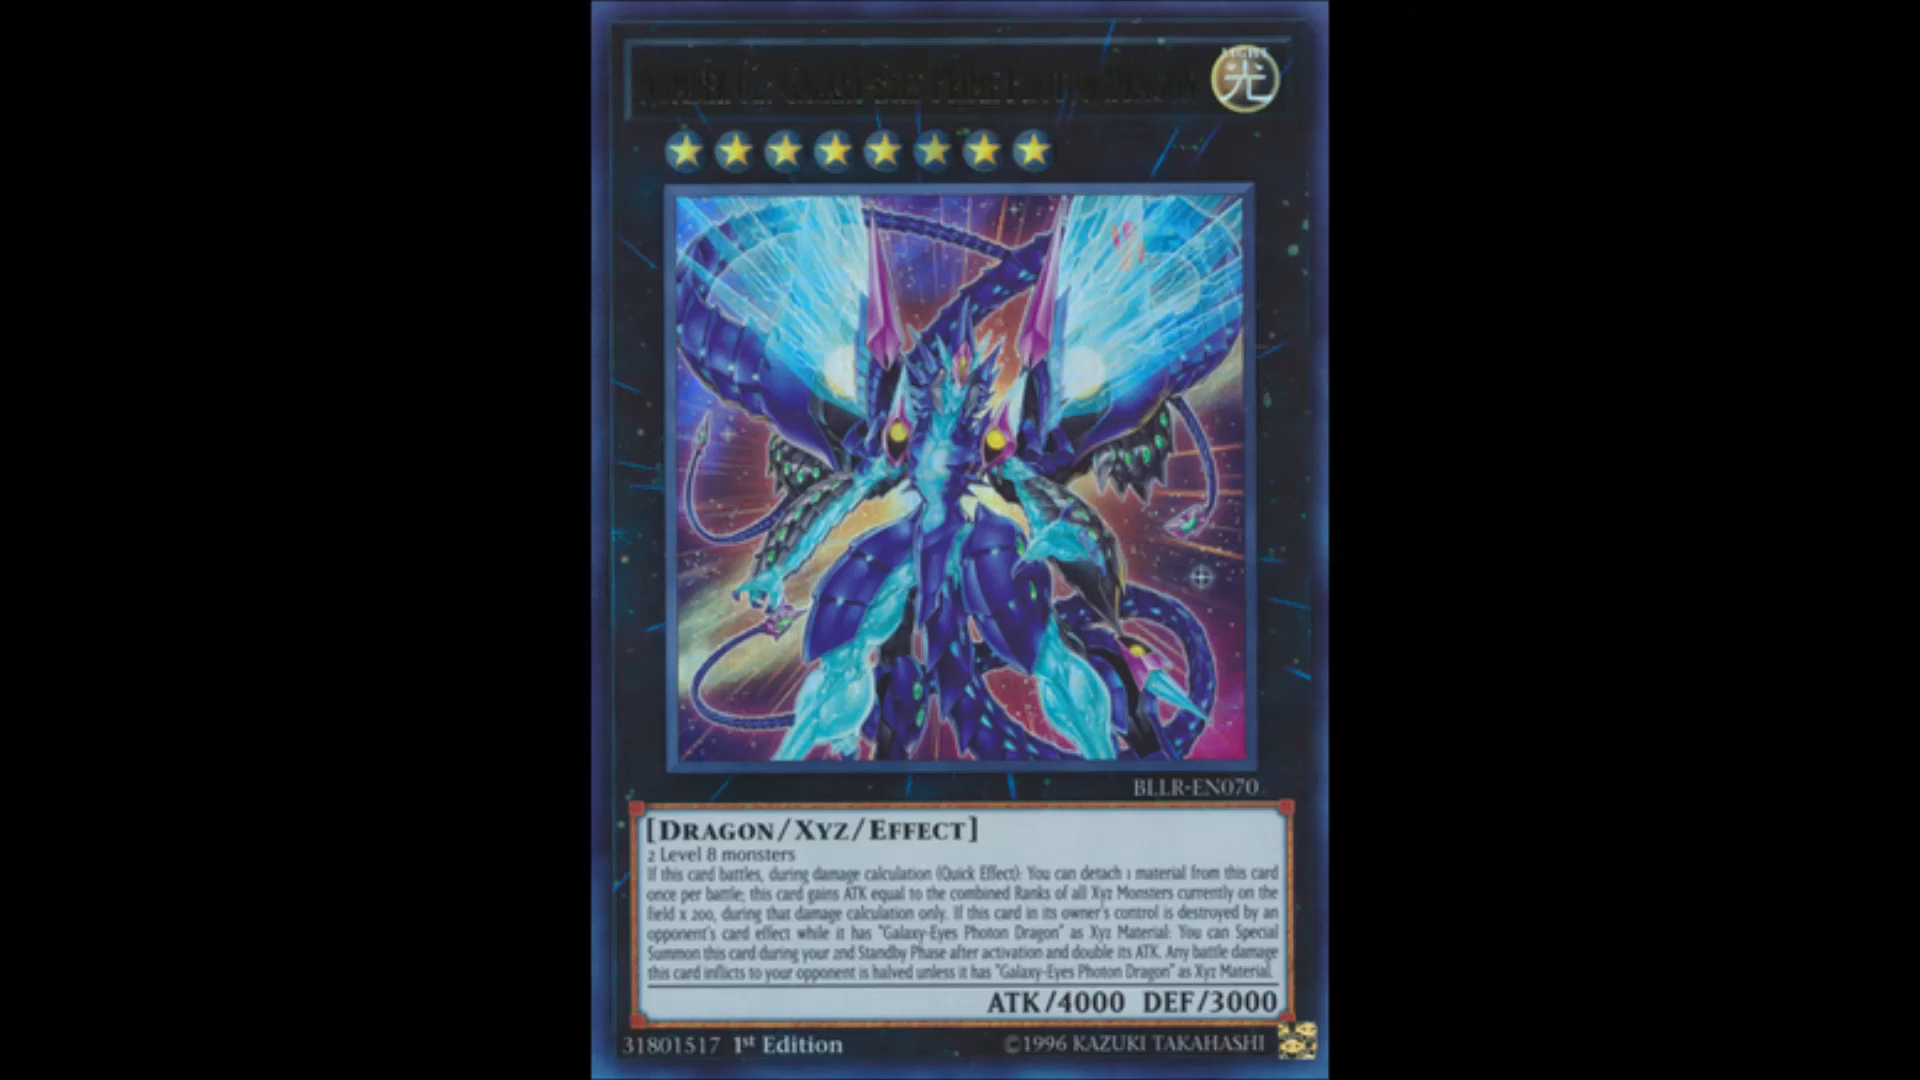 LIGHT
光
BLLR-EN070
[DRAGON/XYZ/EFFECT]
2 Level 8 monsters
If this card battles, during damage calculation (Quick Effect): You can detach 1 material from this card
once per battle; this card gains ATK equal to the combined Ranks of all Xyz Monsters currently on the
field x 200, during that damage calculation only. If this card in its owner's control is destroyed by an
opponent's card effect while it has "Galaxy-Eyes Photon Dragon" as Xyz Material: You can Special
Summon this card during your 2nd Standby Phase after activation and double its ATK. Any battle damage
this card inflicts to your opponent is halved unless it has "Galaxy-Eyes Photon Dragon" as Xyz Material.
ATK/4000 DEF/3000
31801517 1st Edition ©1996 KAZUKI TAKAHASHI